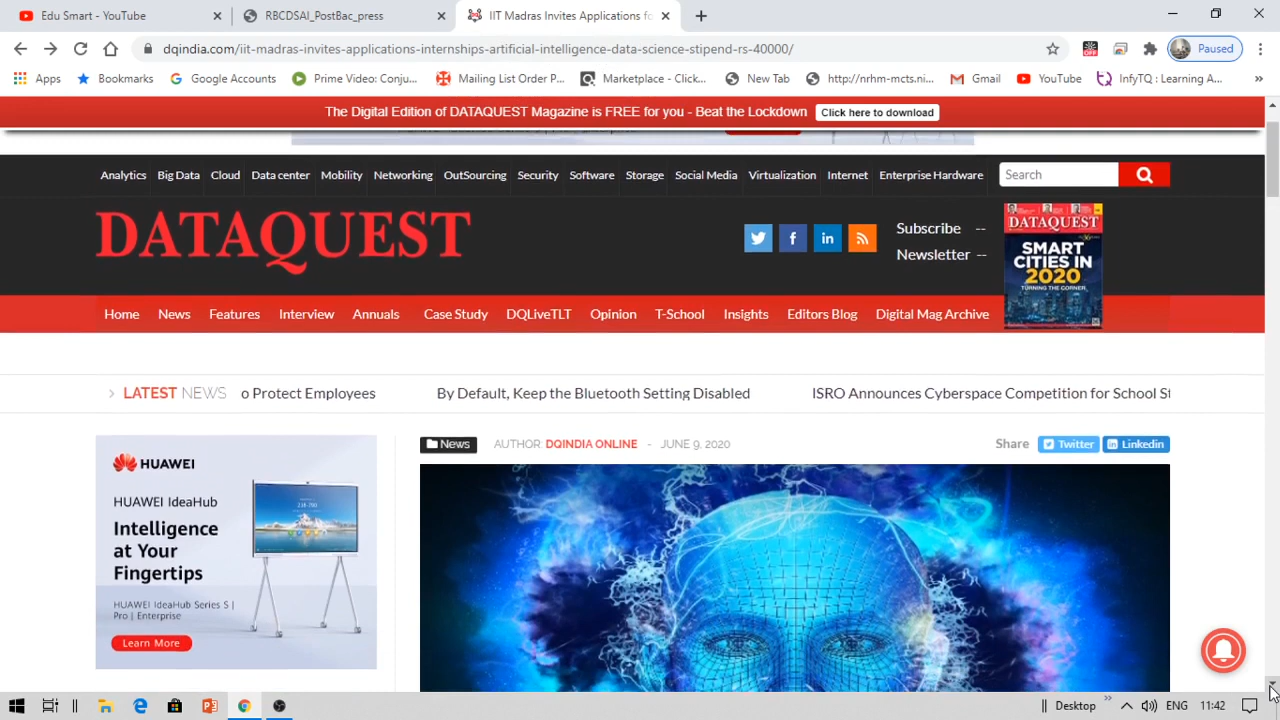 Edu Smart - YouTube
RBCDSAI_PostBac_press
IIT Madras Invites Applications fo
dqindia.com/iit-madras-invites-applications-internships-artificial-intelligence-data-science-stipend-rs-40000/
OFF
Paused
Apps
Bookmarks
Google Accounts
Prime Video: Conju...
Mailing List Order P...
Marketplace - Click...
New Tab
http://nrhm-mcts.ni...
Gmail
YouTube
InfyTQ : Learning A...
The Digital Edition of DATAQUEST Magazine is FREE for you - Beat the Lockdown
Click here to download
Analytics Big Data Cloud Data center Mobility Networking OutSourcing Security Software Storage Social Media Virtualization Internet Enterprise Hardware
Search
DATAQUEST
Subscribe --
Newsletter --
DATAQUEST
SMART
CITIES IN
2020
TURNING THE CORNER
Home News Features Interview Annuals Case Study DQLiveTLT Opinion T-School Insights Editors Blog Digital Mag Archive
LATEST NEWS
o Protect Employees
By Default, Keep the Bluetooth Setting Disabled
ISRO Announces Cyberspace Competition for School St
News
AUTHOR: DQINDIA ONLINE - JUNE 9, 2020
Share
Twitter
Linkedin
HUAWEI
HUAWEI IdeaHub
Intelligence
at Your
Fingertips
HUAWEI IdeaHub Series S |
Pro | Enterprise
Learn More
Desktop
ENG
11:42